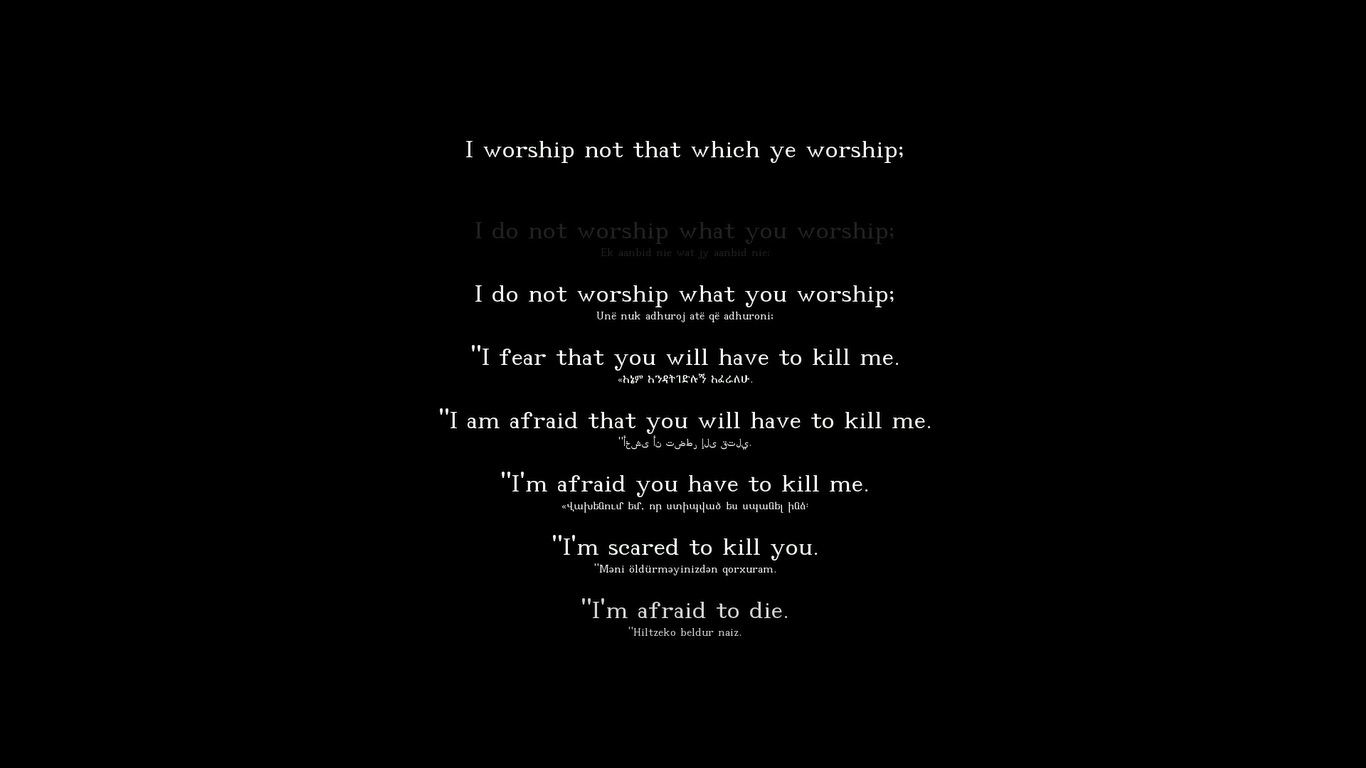 I worship not that which ye worship;
I do not worship what you worship;
Ek aanbid nie wat jy aanbid nie;
I do not worship what you worship;
Unë nuk adhuroj atë që adhuroni;
"I fear that you will have to kill me.
«እኔም እንዳትገድሉኝ እፈራለሁ.
"I am afraid that you will have to kill me.
"أخشى أن تضطر إلى قتلي.
"I'm afraid you have to kill me.
«Վախենում եմ, որ ստիպված ես սպանել ինձ:
"I'm scared to kill you.
"Məni öldürməyinizdən qorxuram.
"I'm afraid to die.
"Hiltzeko beldur naiz.